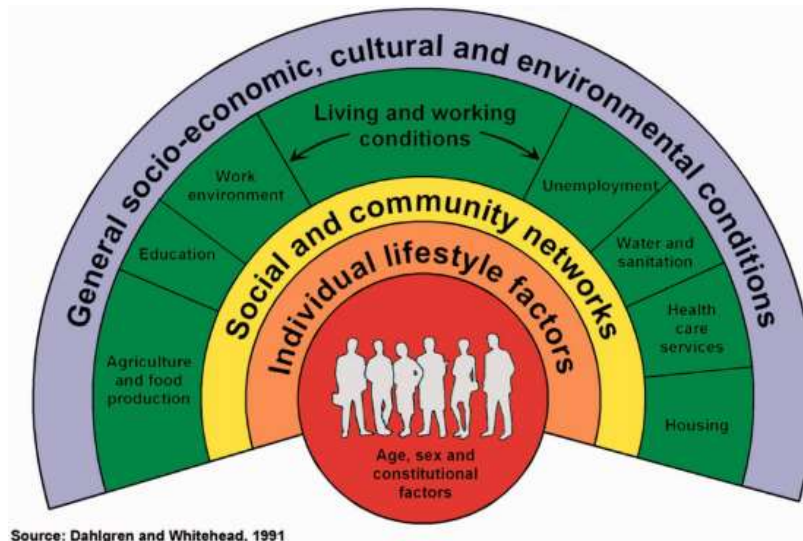 General socio-economic, cultural and environmental conditions
Living and working
conditions
Work
environment
Unemployment
Education
Water and
sanitation
Agriculture
and food
production
Health
care
services
Housing
Social and community networks
Individual lifestyle factors
Age, sex and
constitutional
factors
Source: Dahlgren and Whitehead, 1991